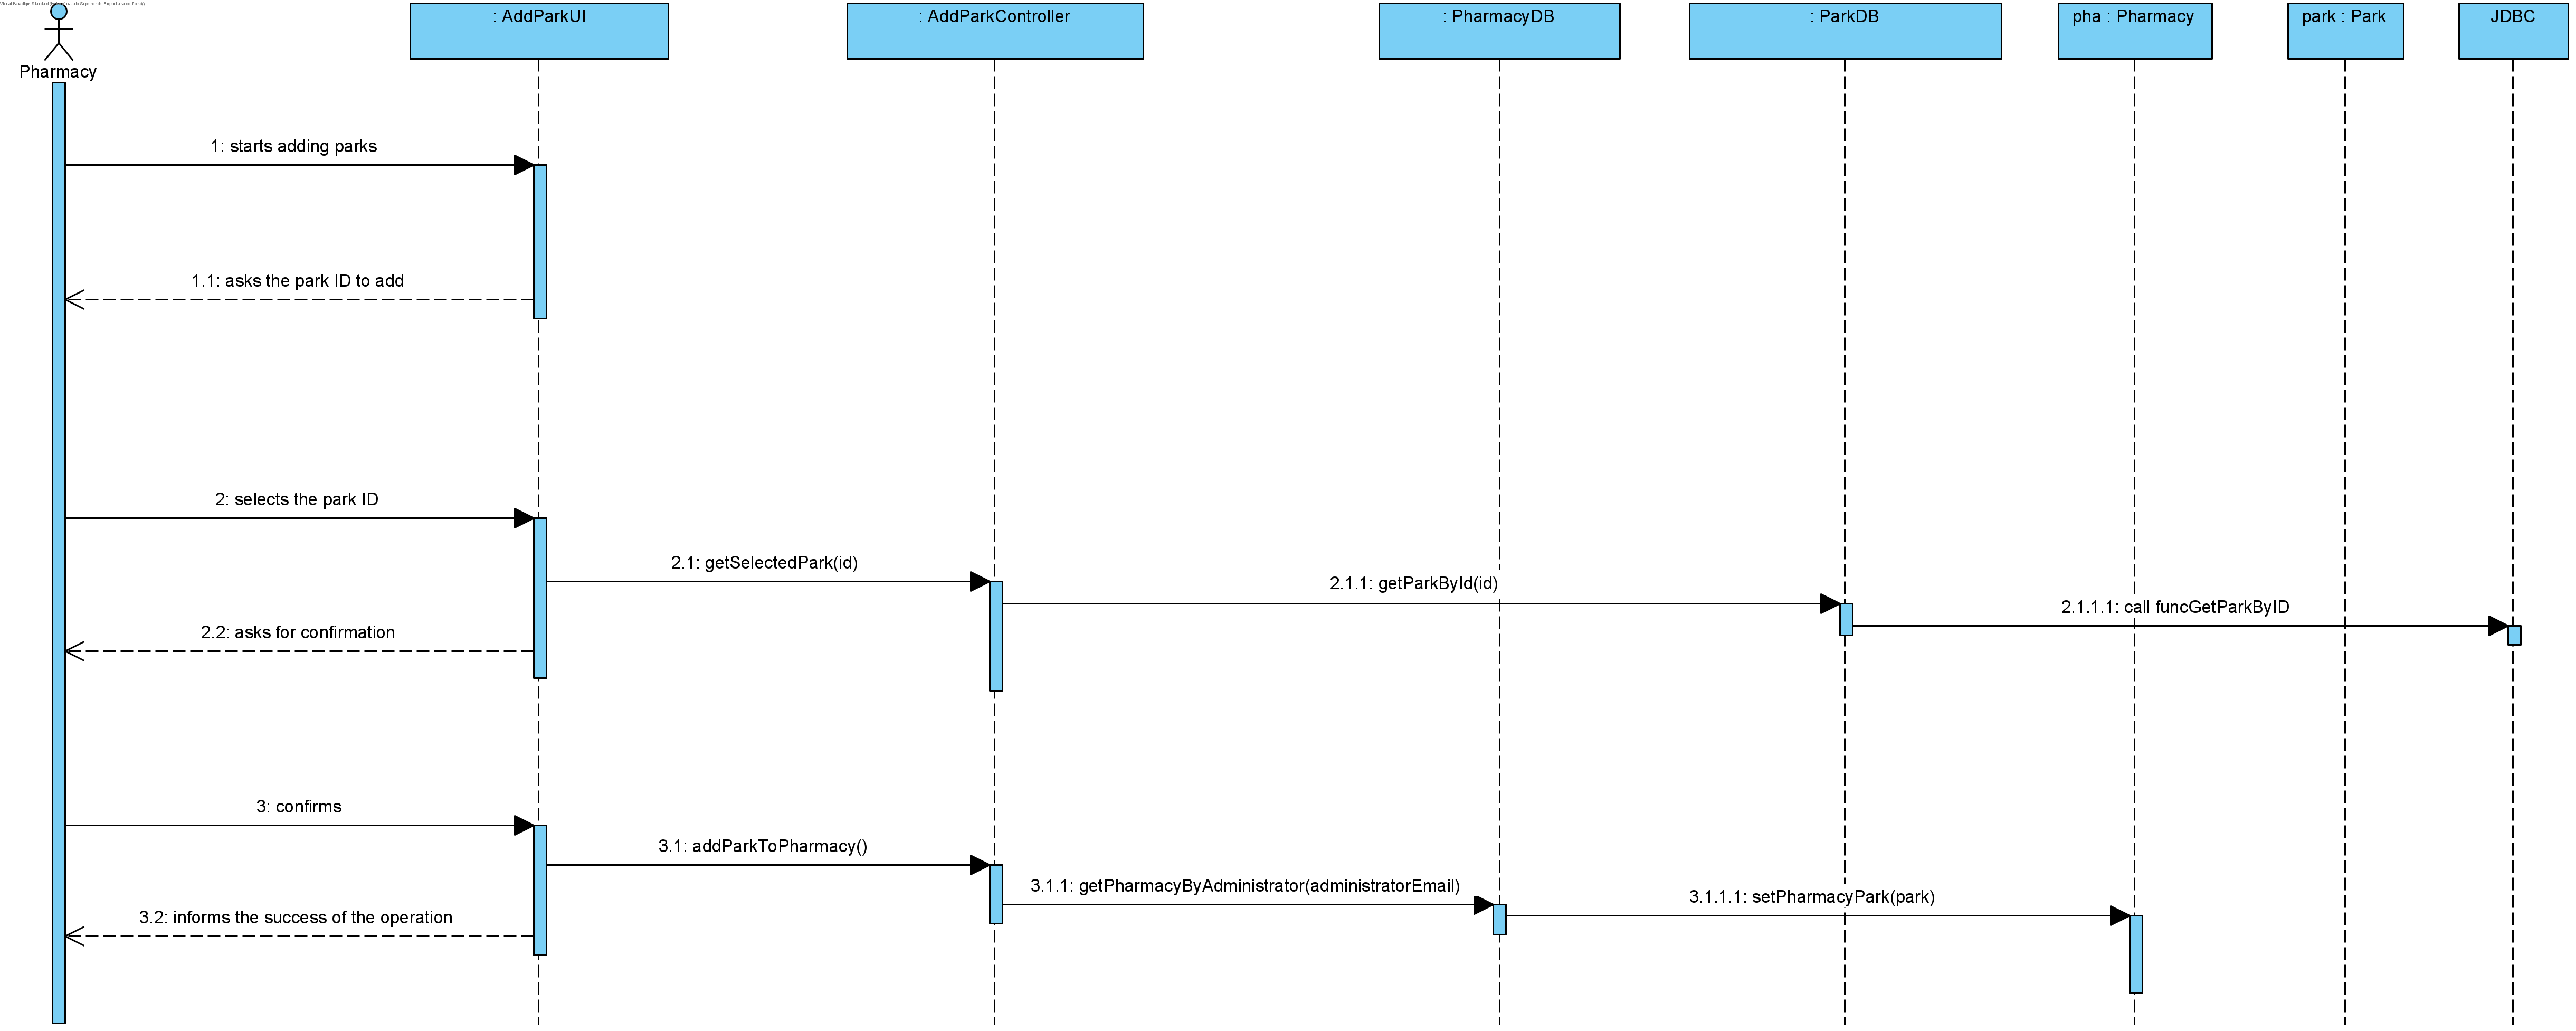 : AddParkUI
: AddParkController
: PharmacyDB
: ParkDB
pha : Pharmacy
park : Park
JDBC
Pharmacy
1: starts adding parks
1.1: asks the park ID to add
2: selects the park ID
2.1: getSelectedPark(id)
2.1.1: getParkById(id)
2.1.1.1: call funcGetParkByID
2.2: asks for confirmation
3: confirms
3.1: addParkToPharmacy()
3.1.1: getPharmacyByAdministrator(administratorEmail)
3.1.1.1: setPharmacyPark(park)
3.2: informs the success of the operation